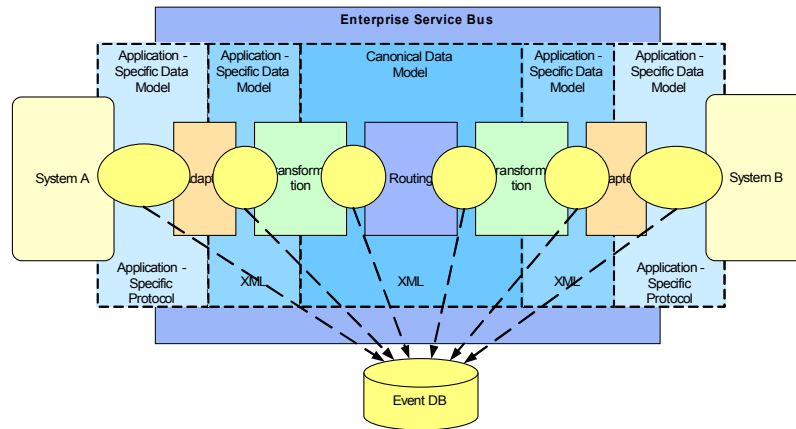 Enterprise Service Bus
Application -
Specific Data
Model
Application -
Specific Data
Model
Canonical Data
Model
Application -
Specific Data
Model
Application -
Specific Data
Model
System A
Routing
System B
tion
tion
Application -
Specific
Protocol
XML
XML
XML
Application -
Specific
Protocol
Event DB